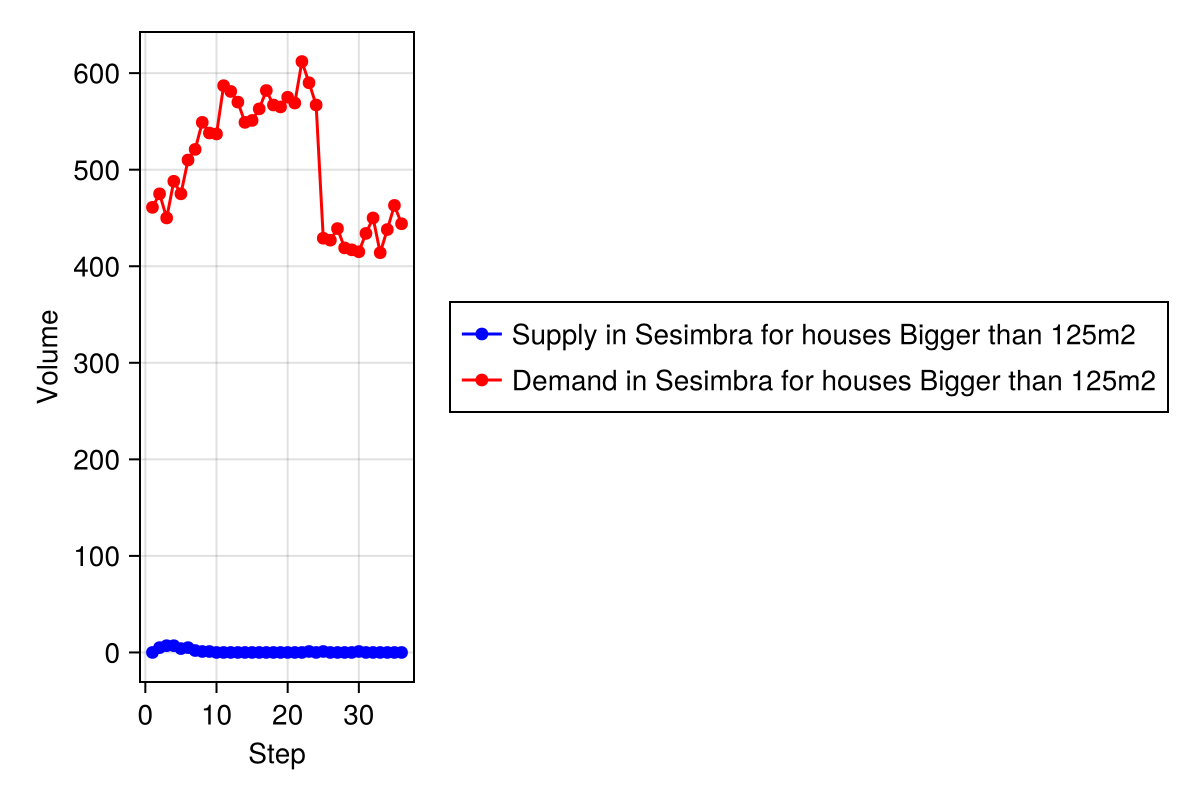 600
500
400
300
200
100
0
Volume
0 10 20 30
Step
Supply in Sesimbra for houses Bigger than 125m2
Demand in Sesimbra for houses Bigger than 125m2